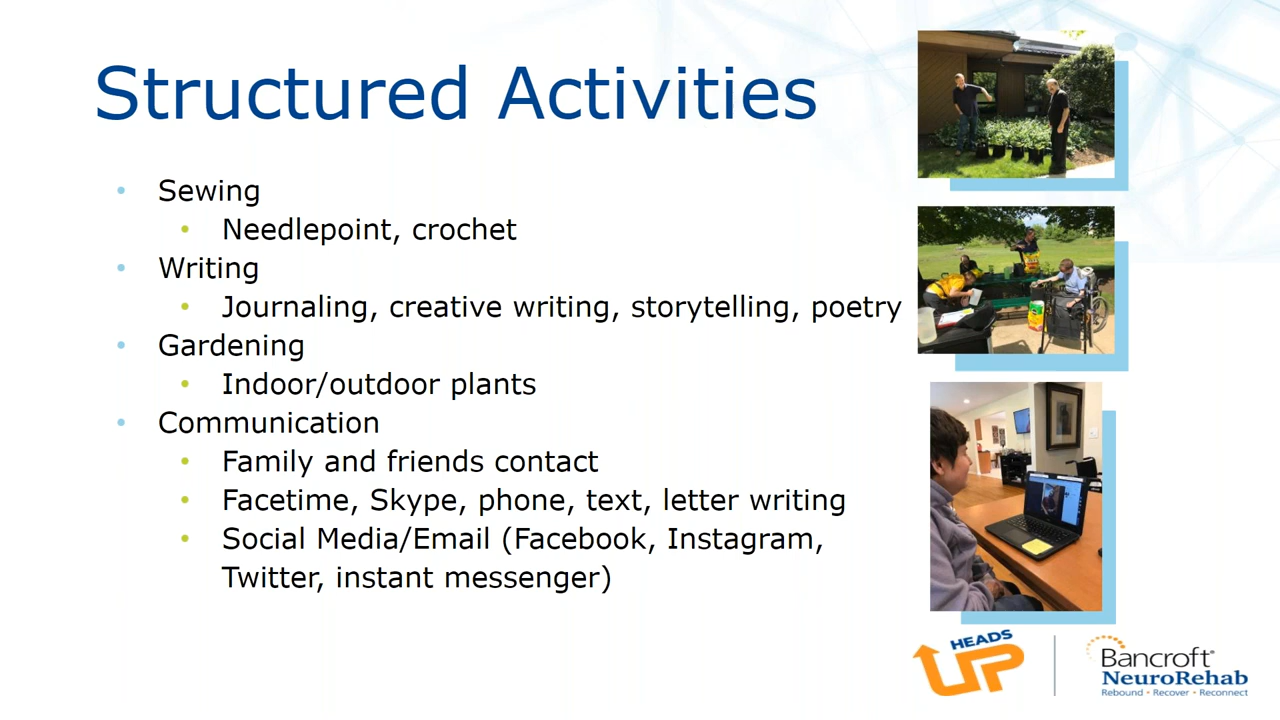 Structured Activities
Sewing
Needlepoint, crochet
Writing
Journaling, creative writing, storytelling, poetry
Gardening
Indoor/outdoor plants
Communication
Family and friends contact
Facetime, Skype, phone, text, letter writing
Social Media/Email (Facebook, Instagram,
Twitter, instant messenger)
HEADS
UP
Bancroft®
NeuroRehab
Rebound • Recover • Reconnect